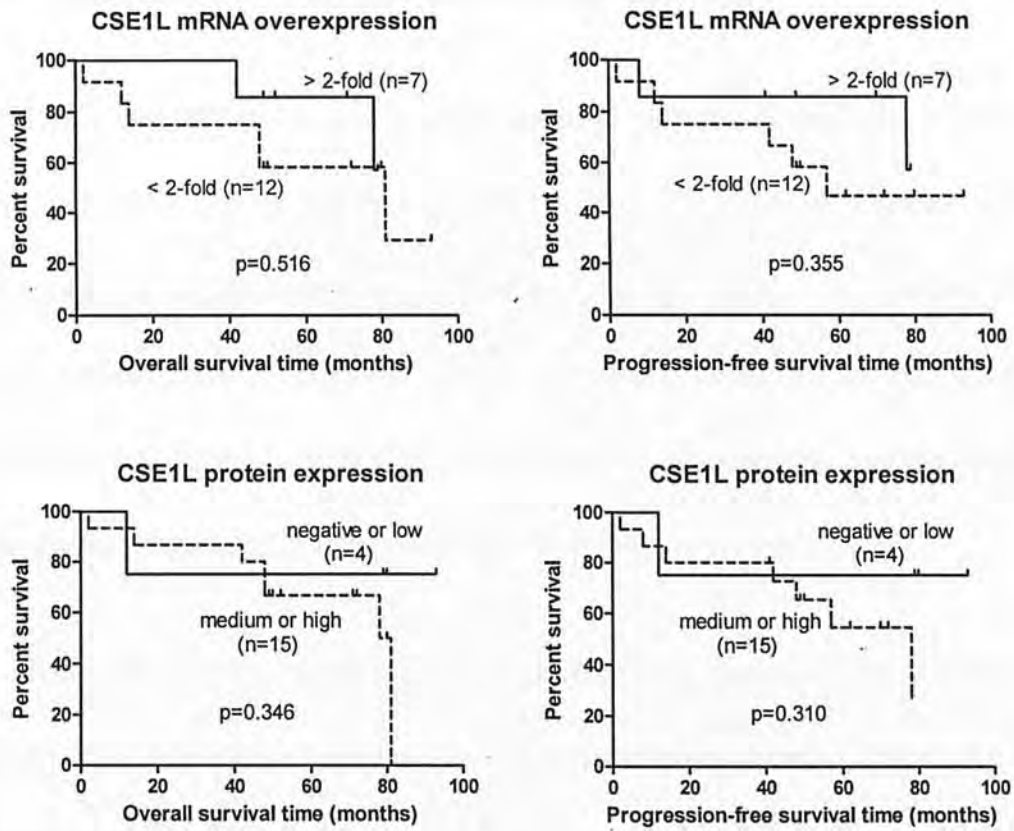 CSE1L mRNA overexpression
Percent survival
100
80
60
40
20
0
> 2-fold (n=7)
< 2-fold (n=12)
p=0.516
0 20 40 60 80 100
Overall survival time (months)
CSE1L mRNA overexpression
Percent survival
100
80
60
40
20
0
> 2-fold (n=7)
< 2-fold (n=12)
p=0.355
0 20 40 60 80 100
Progression-free survival time (months)
CSE1L protein expression
Percent survival
100
80
60
40
20
0
negative or low
(n=4)
medium or high
(n=15)
p=0.346
0 20 40 60 80 100
Overall survival time (months)
CSE1L protein expression
Percent survival
100
80
60
40
20
0
negative or low
(n=4)
medium or high
(n=15)
p=0.310
0 20 40 60 80 100
Progression-free survival time (months)